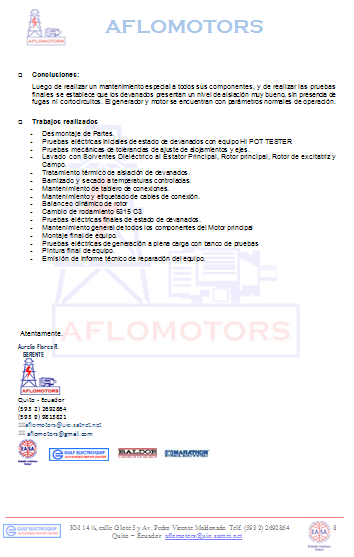 AFLOMOTORS
AFLOMOTORS
Concluciones:
Luego de realizar un mantenimiento especial a todos sus componentes, y de realizar las pruebas
finales se establece que los devanados presentan un nivel de aislación muy bueno, sin presencia de
fugas ni cortocircuitos. El generador y motor se encuentran con parámetros normales de operación.
Trabajos realizados
- Desmontaje de Partes.
- Pruebas eléctricas iniciales de estado de devanados con equipo HI POT TESTER
- Pruebas mecánicas de tolerancias de ajuste de alojamientos y ejes.
- Lavado con Solventes Dieléctrico al Estator Principal, Rotor principal, Rotor de excitatriz y
Campo.
- Tratamiento térmico de aislación de devanados.
- Barnizado y secado a temperaturas controladas.
- Mantenimiento de tablero de conexiones.
- Mantenimiento y etiquetado de cables de conexión.
- Balanceo dinámico de rotor
- Cambio de rodamiento 6315 C3.
- Pruebas eléctricas finales de estado de devanados.
- Mantenimiento general de todos los componentes del Motor principal
- Montaje final de equipo.
- Pruebas eléctricas de generación a plena carga con banco de pruebas
- Pintura final de equipo.
- Emisión de informe técnico de reparación del equipo.
AFLOMOTORS
Atentamente,
Aurelio Flores R.
GERENTE
AFLOMOTORS
Quito - Ecuador
(593 2) 2692864
(593 9) 9815821
aflomotors@uio.satnet.net
aflomotors@gmail.com
EASA GULF ELECTROQUIP BALDOR MARATHON
KM 14 ½, calle G lote 5 y Av. Pedro Vicente Maldonado. Telf. (593 2) 2692864
Quito – Ecuador aflomotors@uio.satnet.net
GULF ELECTROQUIP
EASA
8